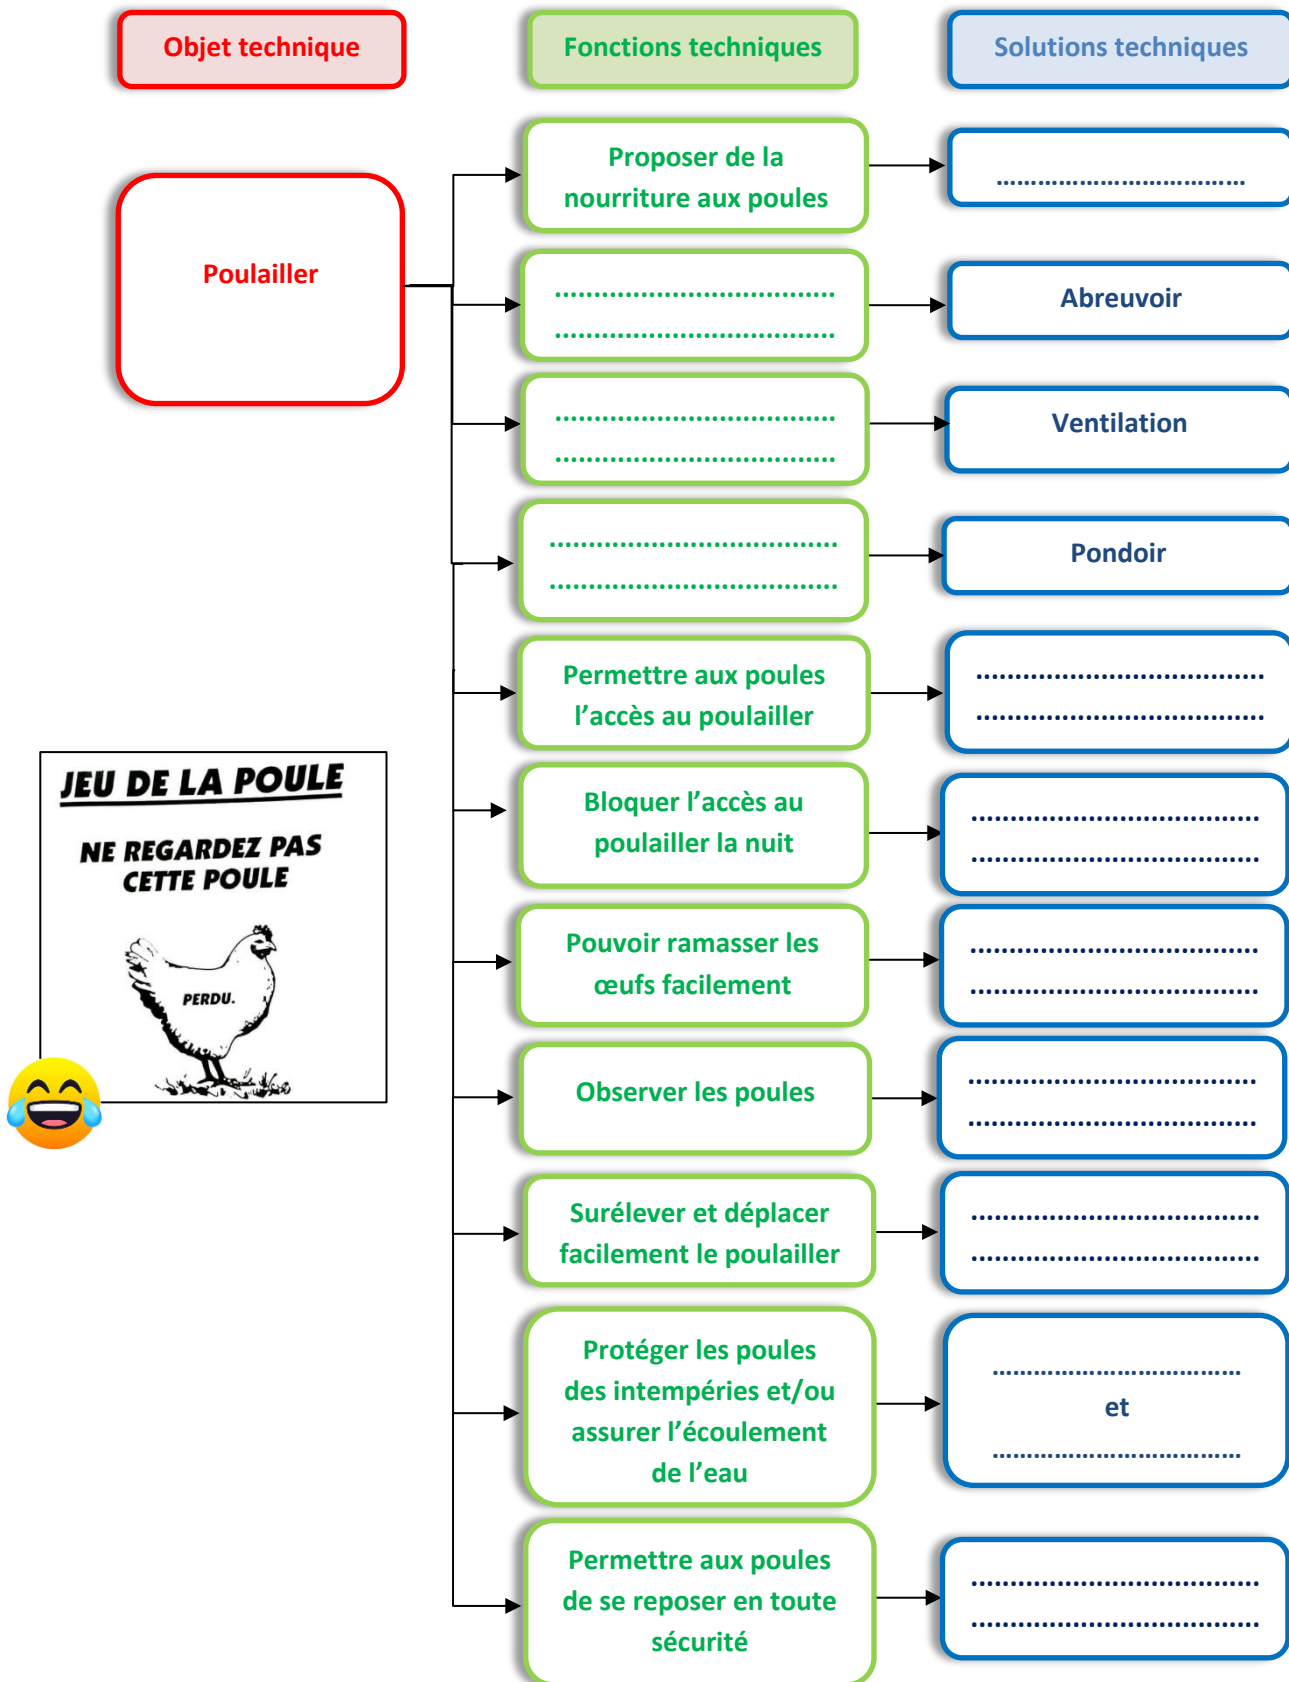 Objet technique
Fonctions techniques
Solutions techniques
Poulailler
Proposer de la
nourriture aux poules
....................................
....................................
....................................
Abreuvoir
....................................
....................................
Ventilation
....................................
....................................
Pondoir
Permettre aux poules
l’accès au poulailler
....................................
....................................
Bloquer l’accès au
poulailler la nuit
....................................
....................................
Pouvoir ramasser les
œufs facilement
....................................
....................................
Observer les poules
....................................
....................................
Surélever et déplacer
facilement le poulailler
....................................
....................................
Protéger les poules
des intempéries et/ou
assurer l’écoulement
de l’eau
....................................
et
....................................
Permettre aux poules
de se reposer en toute
sécurité
....................................
....................................
JEU DE LA POULE
NE REGARDEZ PAS
CETTE POULE
PERDU.